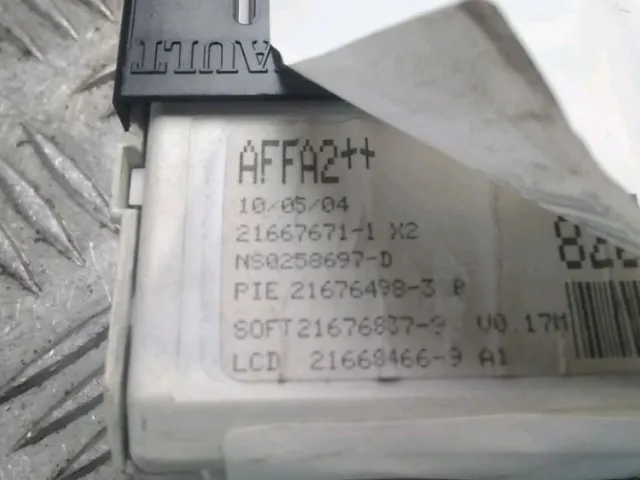 AULT
AFFA2++
10/05/04
21667671-1 X2
NS0258697-D
PIE 21676498-3 B
SOFT 21676837-9 V0.17M
LCD 21668466-9 A1